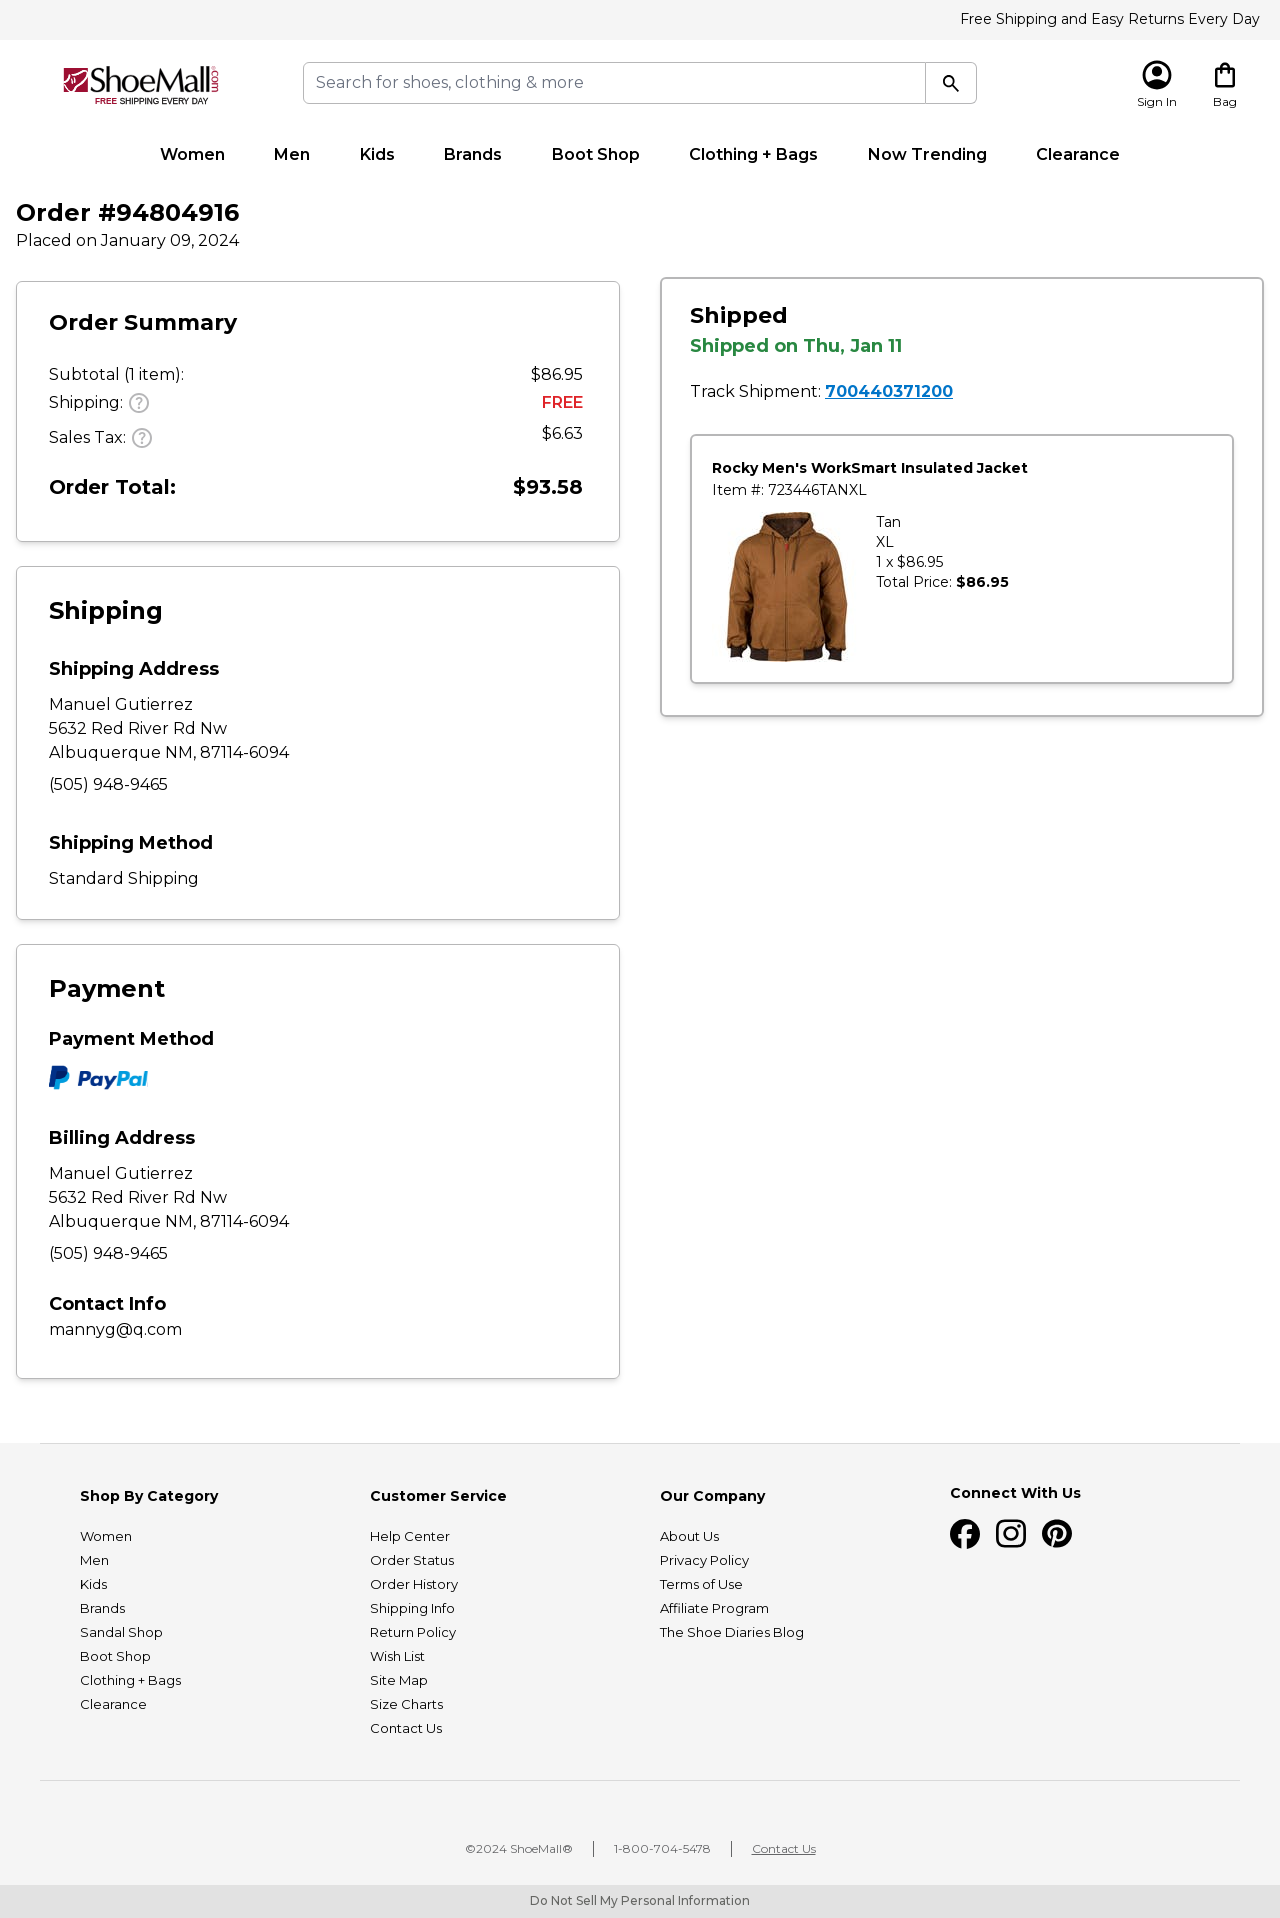 Free Shipping and Easy Returns Every Day
ShoeMall.com
FREE SHIPPING EVERY DAY
Search for shoes, clothing & more
Sign In
Bag
Women Men Kids Brands Boot Shop Clothing + Bags Now Trending Clearance
Order #94804916
Placed on January 09, 2024
Order Summary
Subtotal (1 item): $86.95
Shipping: ? FREE
Sales Tax: ? $6.63
Order Total: $93.58
Shipping
Shipping Address
Manuel Gutierrez
5632 Red River Rd Nw
Albuquerque NM, 87114-6094
(505) 948-9465
Shipping Method
Standard Shipping
Payment
Payment Method
PayPal
Billing Address
Manuel Gutierrez
5632 Red River Rd Nw
Albuquerque NM, 87114-6094
(505) 948-9465
Contact Info
mannyg@q.com
Shipped
Shipped on Thu, Jan 11
Track Shipment: 700440371200
Rocky Men's WorkSmart Insulated Jacket
Item #: 723446TANXL
Tan
XL
1 x $86.95
Total Price: $86.95
Shop By Category
Women
Men
Kids
Brands
Sandal Shop
Boot Shop
Clothing + Bags
Clearance
Customer Service
Help Center
Order Status
Order History
Shipping Info
Return Policy
Wish List
Site Map
Size Charts
Contact Us
Our Company
About Us
Privacy Policy
Terms of Use
Affiliate Program
The Shoe Diaries Blog
Connect With Us
©2024 ShoeMall® 1-800-704-5478 Contact Us
Do Not Sell My Personal Information